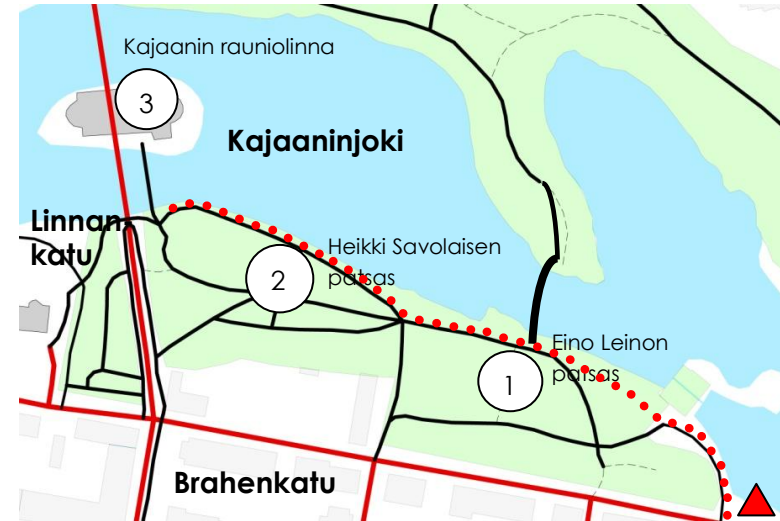 Kajaanin rauniolinna
3
Kajaaninjoki
Linnan-
katu
Heikki Savolaisen
patsas
2
Eino Leinon
patsas
1
Brahenkatu